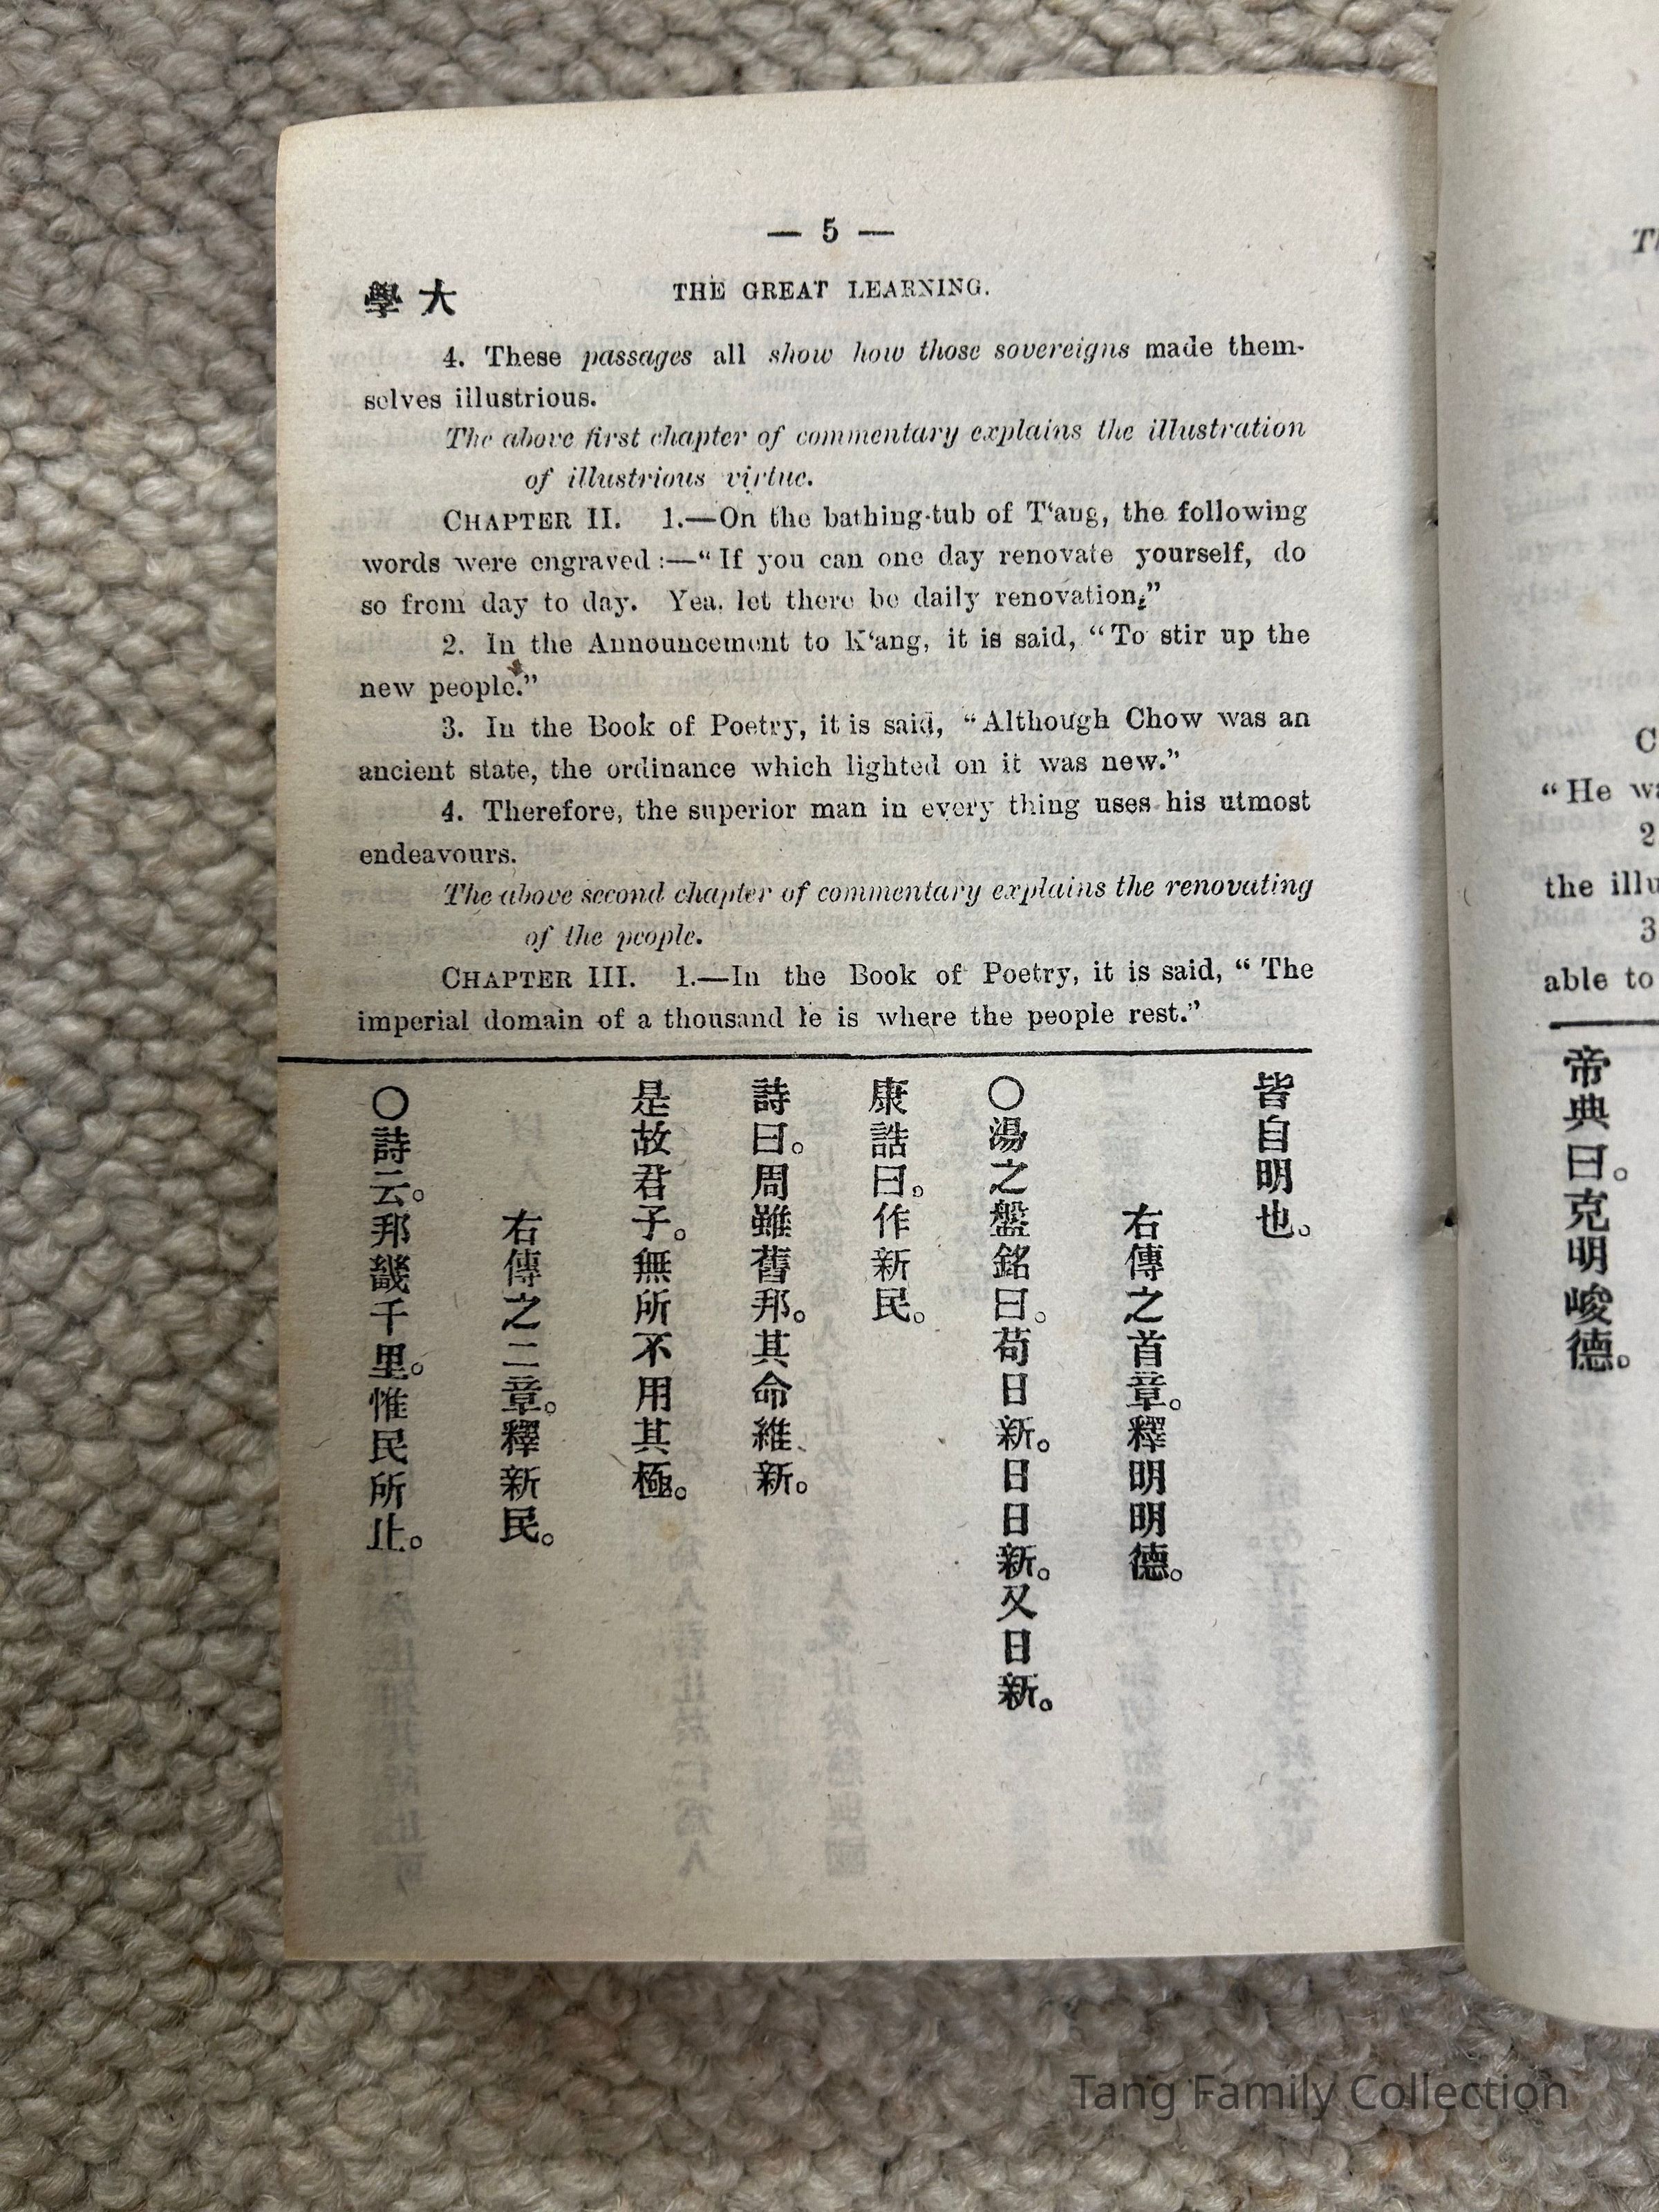 — 5 —
學大
THE GREAT LEARNING.
4. These passages all show how those sovereigns made them-
selves illustrious.
The above first chapter of commentary explains the illustration
of illustrious virtue.
CHAPTER II. 1.—On the bathing-tub of T‘ang, the following
words were engraved :—“ If you can one day renovate yourself, do
so from day to day. Yea, let there be daily renovation.”
2. In the Announcement to K‘ang, it is said, “ To stir up the
new people.”
3. In the Book of Poetry, it is said, “ Although Chow was an
ancient state, the ordinance which lighted on it was new.”
4. Therefore, the superior man in every thing uses his utmost
endeavours.
The above second chapter of commentary explains the renovating
of the people.
CHAPTER III. 1.—In the Book of Poetry, it is said, “ The
imperial domain of a thousand le is where the people rest.”
皆自明也。
右傳之首章。釋明明德。
〇湯之盤銘曰。苟日新。日日新。又日新。
康誥曰。作新民。
詩曰。周雖舊邦。其命維新。
是故君子。無所不用其極。
右傳之二章。釋新民。
〇詩云。邦畿千里。惟民所止。
“ He
2
the
3
able to
帝典曰。克明峻德。
Tang Family Collection